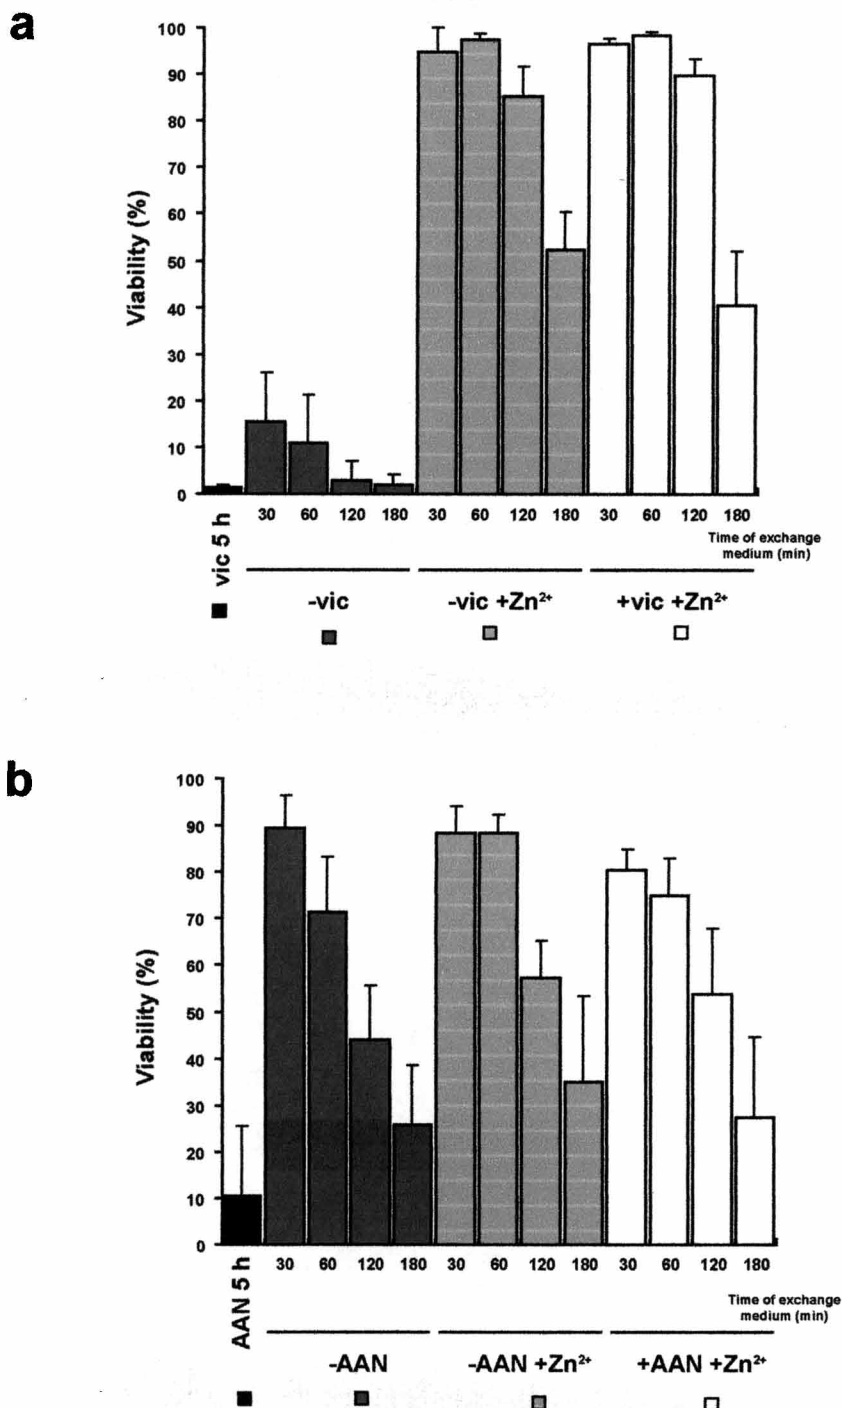 a
Viability (%)
100
90
80
70
60
50
40
30
20
10
0
vic 5 h
30 60 120 180 30 60 120 180 30 60 120 180
Time of exchange
medium (min)
-vic -vic +Zn²⁺ +vic +Zn²⁺
b
Viability (%)
100
90
80
70
60
50
40
30
20
10
0
AAN 5 h
30 60 120 180 30 60 120 180 30 60 120 180
Time of exchange
medium (min)
-AAN -AAN +Zn²⁺ +AAN +Zn²⁺